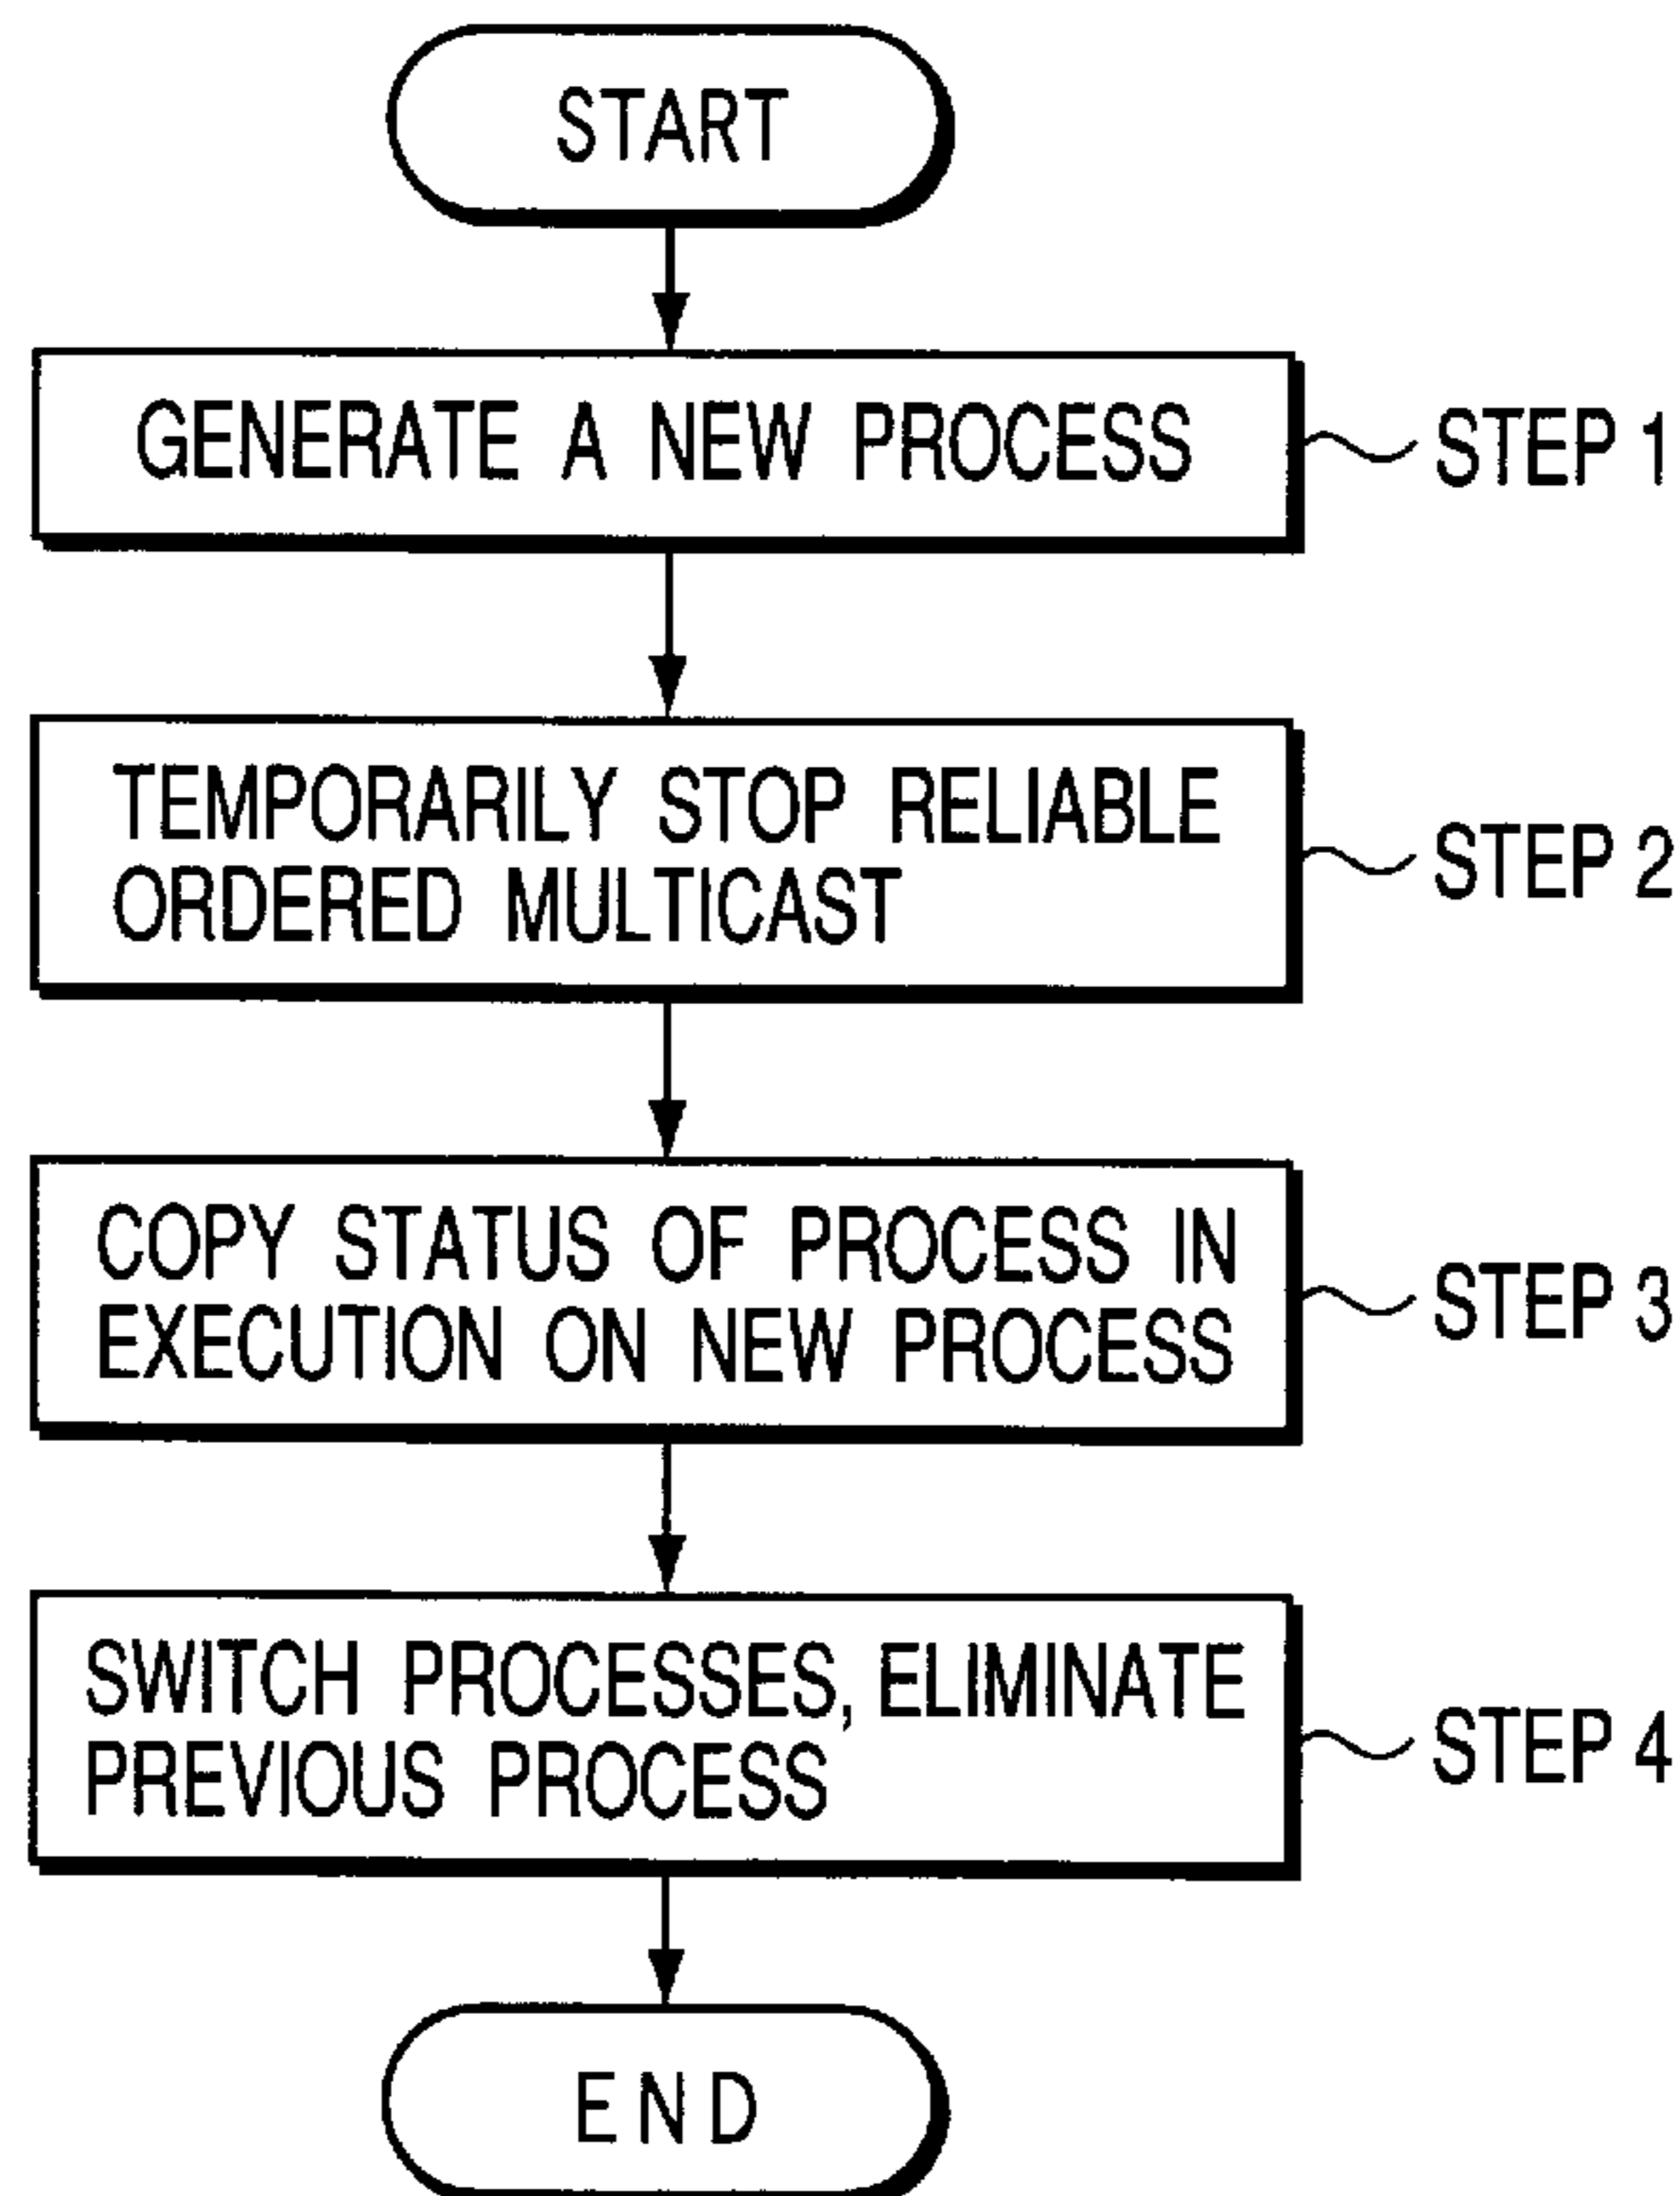 START
GENERATE A NEW PROCESS
STEP 1
TEMPORARILY STOP RELIABLE
ORDERED MULTICAST
STEP 2
COPY STATUS OF PROCESS IN
EXECUTION ON NEW PROCESS
STEP 3
SWITCH PROCESSES, ELIMINATE
PREVIOUS PROCESS
STEP 4
END